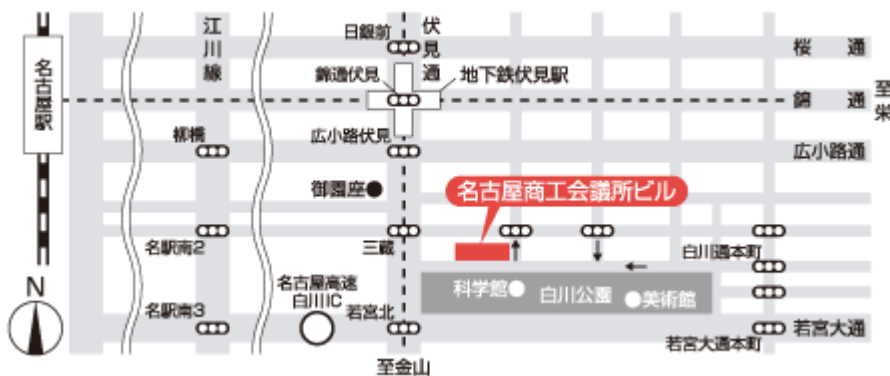 江川線
伏見通
日銀前
桜通
名古屋駅
錦通伏見
地下鉄伏見駅
錦通
至栄
柳橋
広小路伏見
広小路通
御園座
名古屋商工会議所ビル
名駅南2
三蔵
白川通本町
N
名古屋高速
白川IC
科学館
白川公園
美術館
名駅南3
若宮北
若宮大通
若宮大通本町
至金山